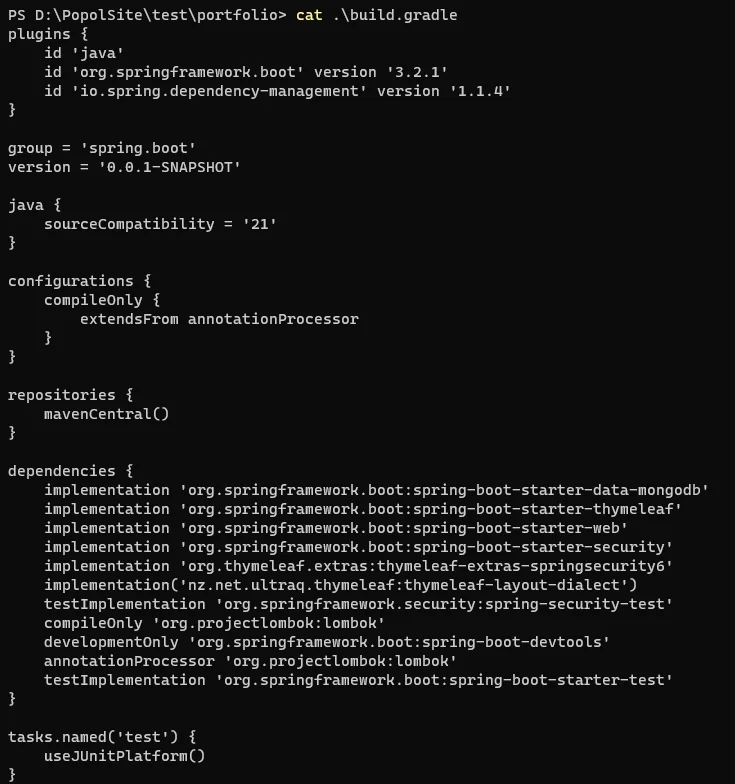 PS D:\PopolSite\test\portfolio> cat .\build.gradle
plugins {
    id 'java'
    id 'org.springframework.boot' version '3.2.1'
    id 'io.spring.dependency-management' version '1.1.4'
}

group = 'spring.boot'
version = '0.0.1-SNAPSHOT'

java {
    sourceCompatibility = '21'
}

configurations {
    compileOnly {
        extendsFrom annotationProcessor
    }
}

repositories {
    mavenCentral()
}

dependencies {
    implementation 'org.springframework.boot:spring-boot-starter-data-mongodb'
    implementation 'org.springframework.boot:spring-boot-starter-thymeleaf'
    implementation 'org.springframework.boot:spring-boot-starter-web'
    implementation 'org.springframework.boot:spring-boot-starter-security'
    implementation 'org.thymeleaf.extras:thymeleaf-extras-springsecurity6'
    implementation('nz.net.ultraq.thymeleaf:thymeleaf-layout-dialect')
    testImplementation 'org.springframework.security:spring-security-test'
    compileOnly 'org.projectlombok:lombok'
    developmentOnly 'org.springframework.boot:spring-boot-devtools'
    annotationProcessor 'org.projectlombok:lombok'
    testImplementation 'org.springframework.boot:spring-boot-starter-test'
}

tasks.named('test') {
    useJUnitPlatform()
}